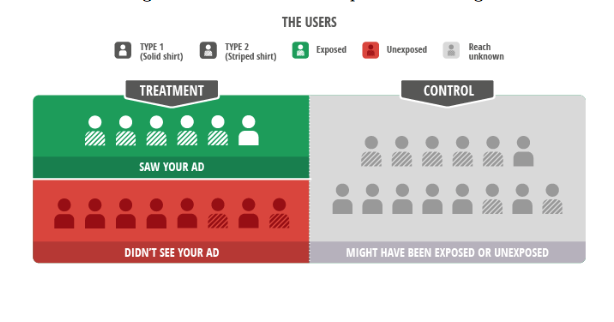 THE USERS
TYPE 1
(Solid shirt)
TYPE 2
(Striped shirt)
Exposed
Unexposed
Reach
unknown
TREATMENT
CONTROL
SAW YOUR AD
DIDN'T SEE YOUR AD
MIGHT HAVE BEEN EXPOSED OR UNEXPOSED